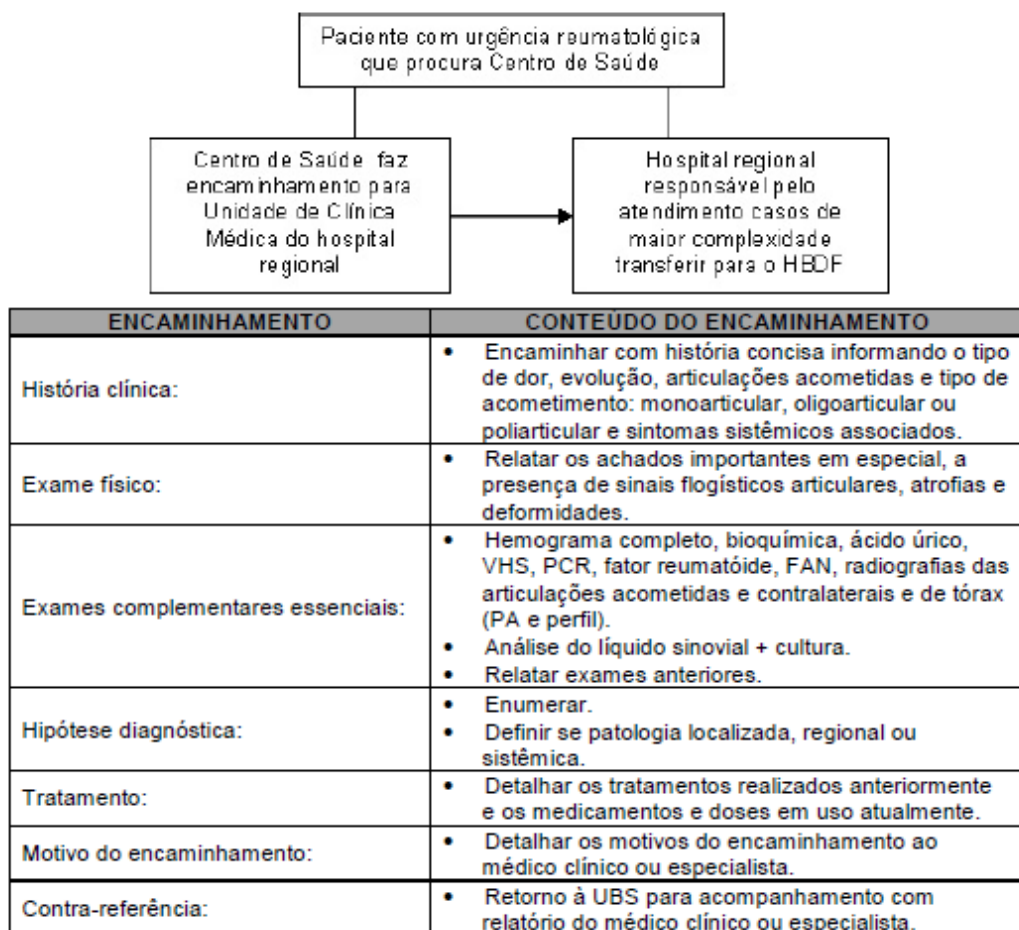 Paciente com urgência reumatológica
que procura Centro de Saúde
Centro de Saúde faz
encaminhamento para
Unidade de Clínica
Médica do hospital
regional
Hospital regional
responsável pelo
atendimento casos de
maior complexidade
transferir para o HBDF
ENCAMINHAMENTO
CONTEÚDO DO ENCAMINHAMENTO
História clínica:
• Encaminhar com história concisa informando o tipo
de dor, evolução, articulações acometidas e tipo de
acometimento: monoarticular, oligoarticular ou
poliarticular e sintomas sistêmicos associados.
Exame físico:
• Relatar os achados importantes em especial, a
presença de sinais flogísticos articulares, atrofias e
deformidades.
Exames complementares essenciais:
• Hemograma completo, bioquímica, ácido úrico,
VHS, PCR, fator reumatóide, FAN, radiografias das
articulações acometidas e contralaterais e de tórax
(PA e perfil).
• Análise do líquido sinovial + cultura.
• Relatar exames anteriores.
Hipótese diagnóstica:
• Enumerar.
• Definir se patologia localizada, regional ou
sistêmica.
Tratamento:
• Detalhar os tratamentos realizados anteriormente
e os medicamentos e doses em uso atualmente.
Motivo do encaminhamento:
• Detalhar os motivos do encaminhamento ao
médico clínico ou especialista.
Contra-referência:
• Retorno à UBS para acompanhamento com
relatório do médico clínico ou especialista.